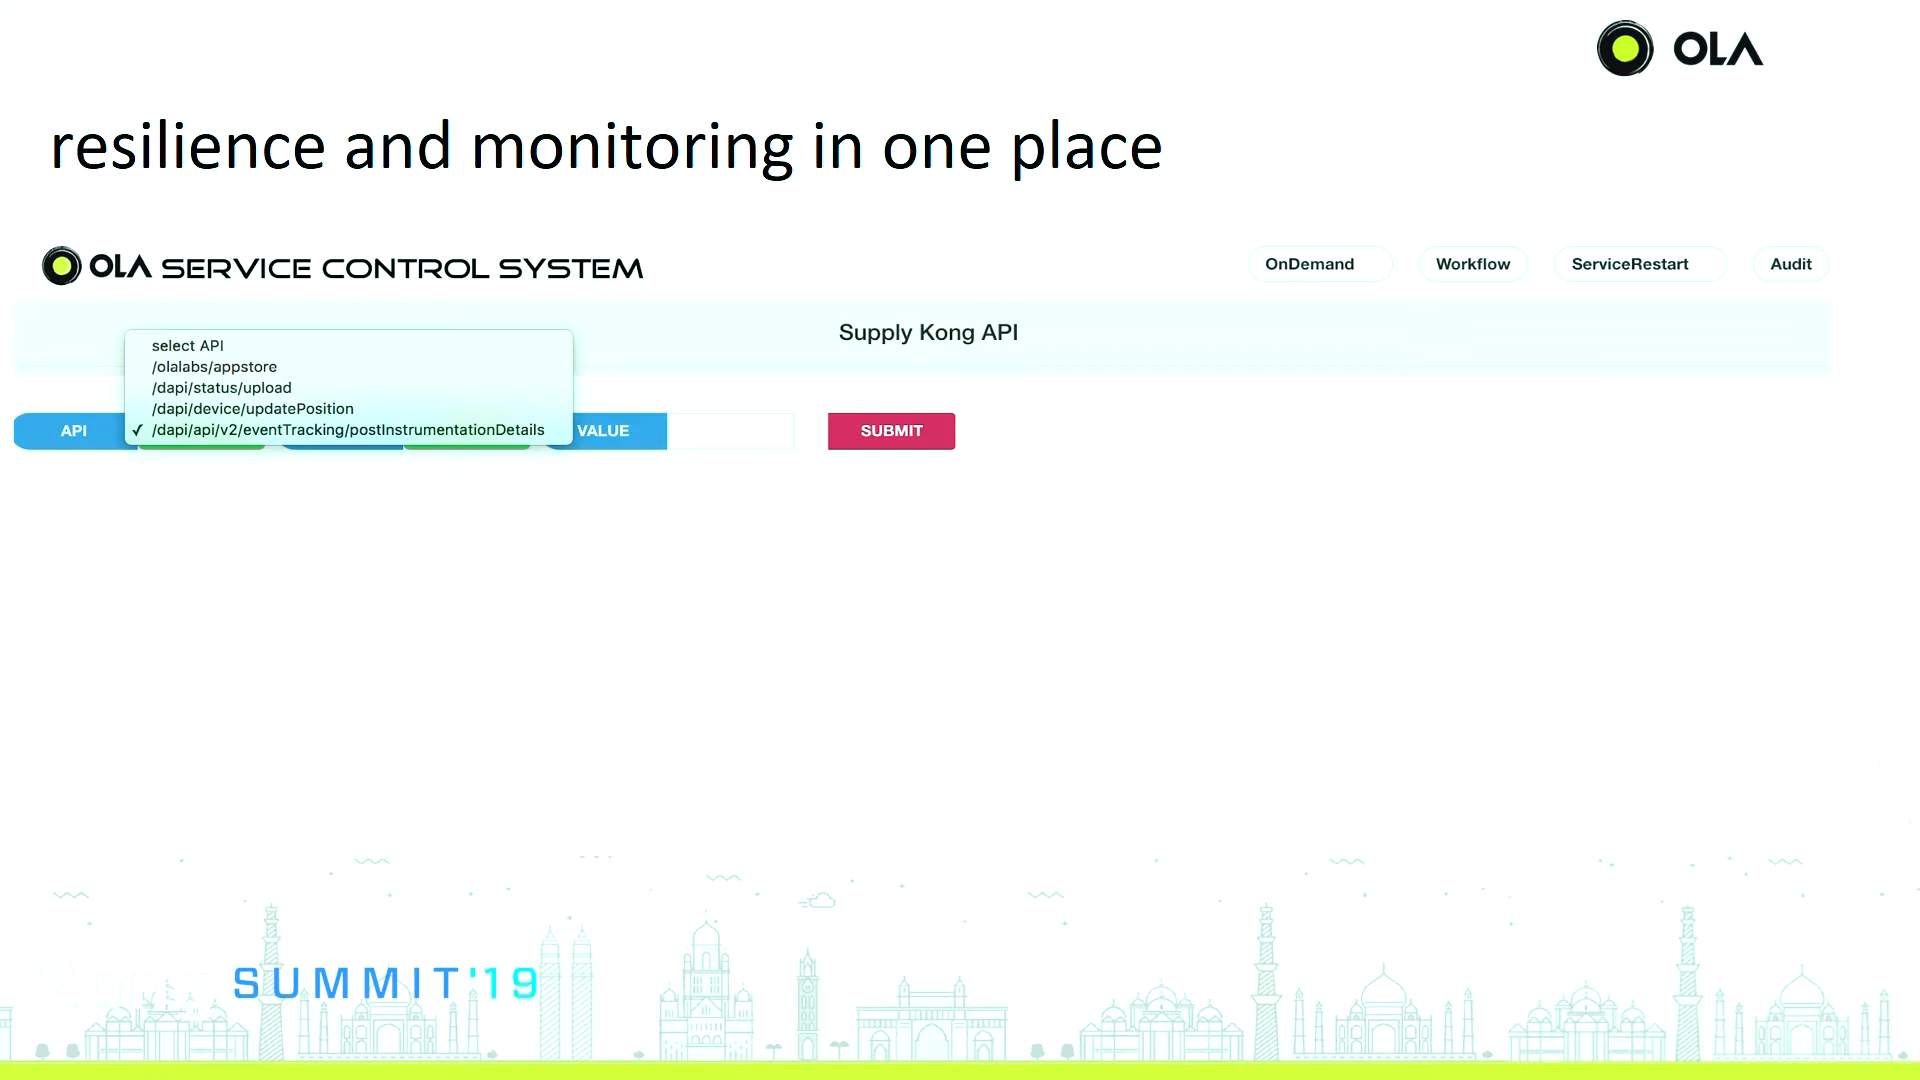 OLA
resilience and monitoring in one place
OLA SERVICE CONTROL SYSTEM
OnDemand Workflow ServiceRestart Audit
Supply Kong API
select API
/olalabs/appstore
/dapi/status/upload
/dapi/device/updatePosition
✓ /dapi/api/v2/eventTracking/postInstrumentationDetails
API VALUE SUBMIT
SUMMIT'19